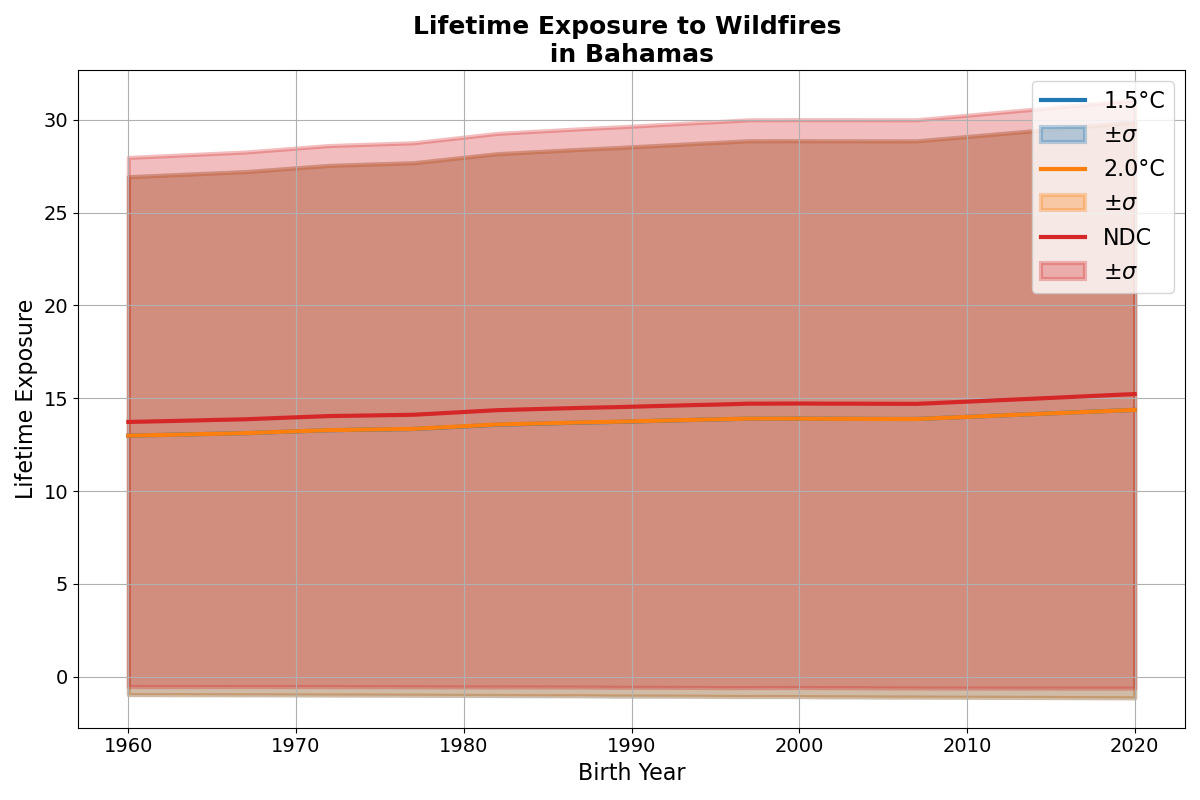 Lifetime Exposure to Wildfires
in Bahamas
Lifetime Exposure
30
25
20
15
10
5
0
1960
1970
1980
1990
2000
2010
2020
Birth Year
1.5°C
±σ
2.0°C
±σ
NDC
±σ